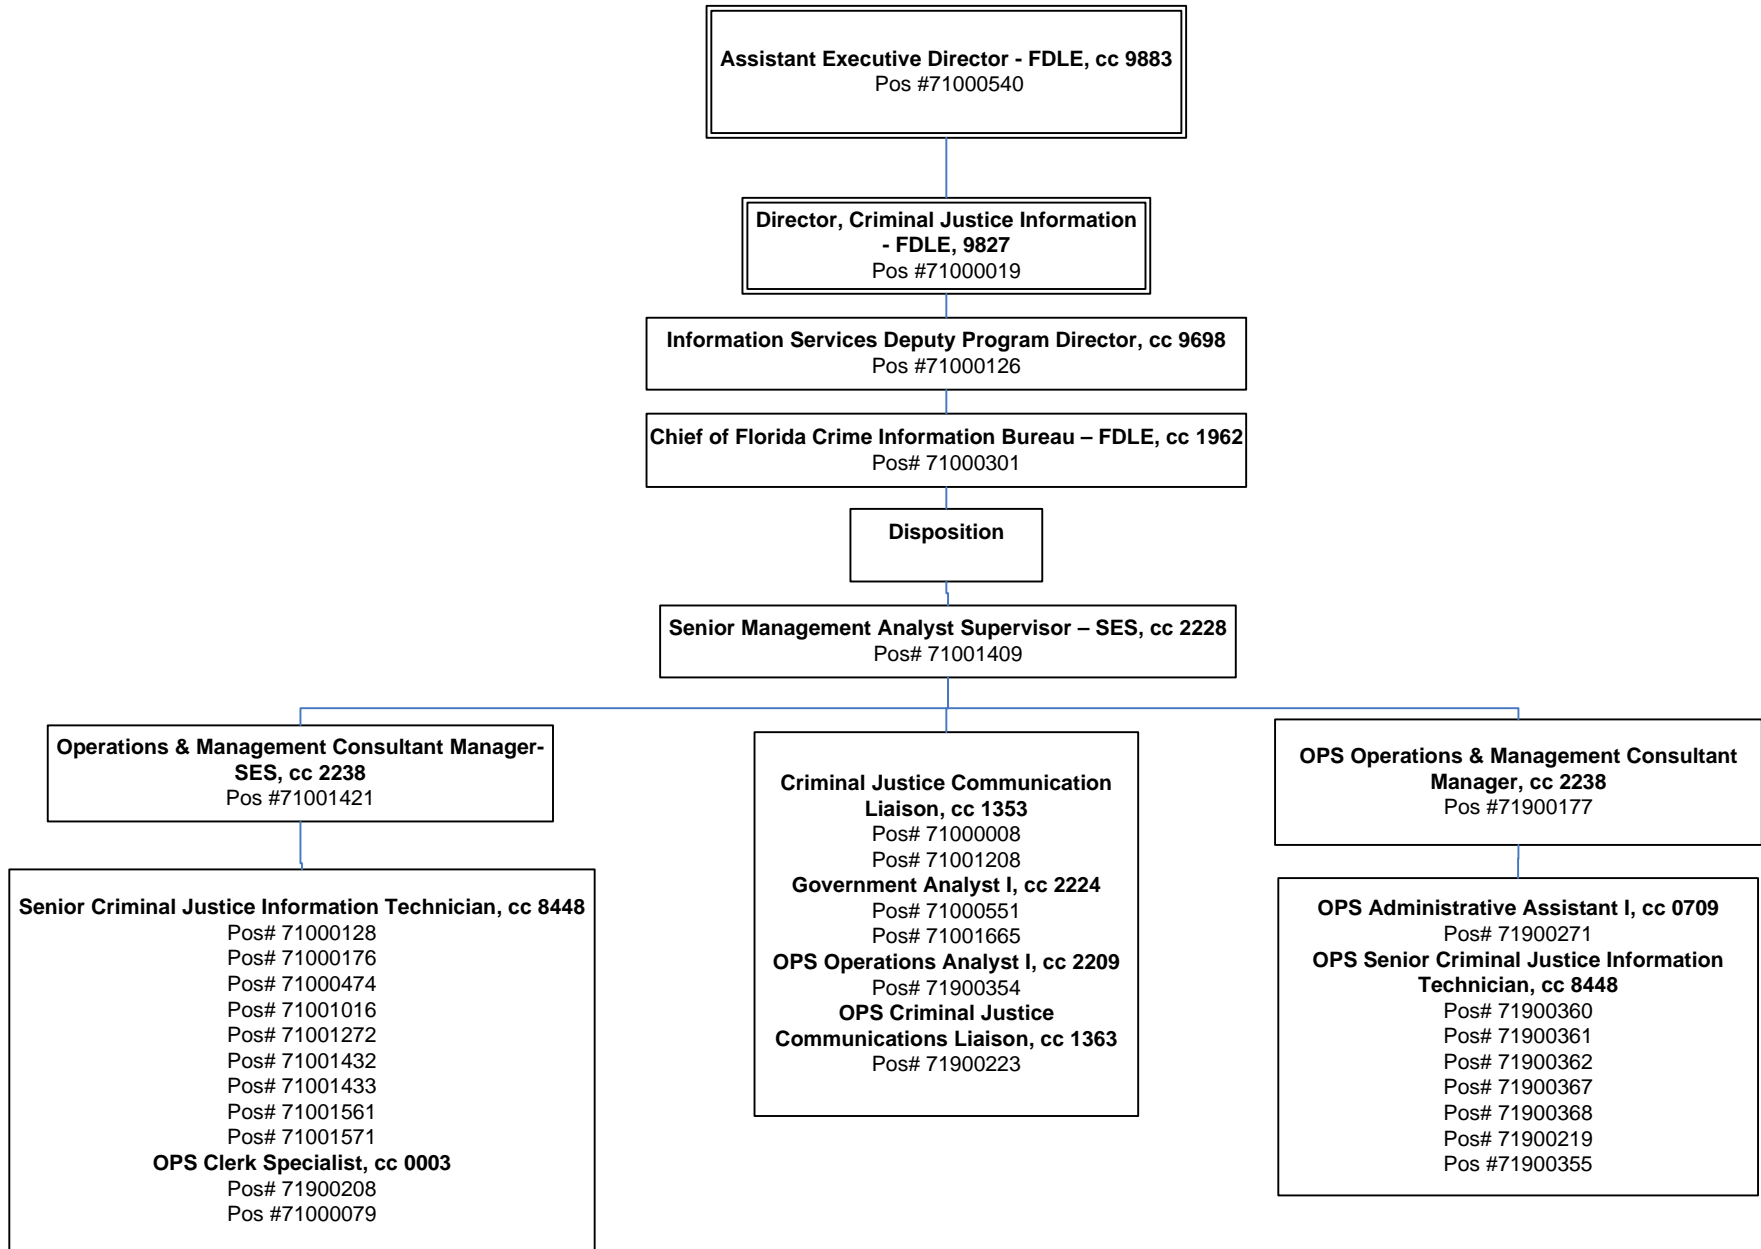 Assistant Executive Director - FDLE, cc 9883
Pos #71000540
Director, Criminal Justice Information
- FDLE, 9827
Pos #71000019
Information Services Deputy Program Director, cc 9698
Pos #71000126
Chief of Florida Crime Information Bureau – FDLE, cc 1962
Pos# 71000301
Disposition
Senior Management Analyst Supervisor – SES, cc 2228
Pos# 71001409
Operations & Management Consultant Manager-
SES, cc 2238
Pos #71001421
Senior Criminal Justice Information Technician, cc 8448
Pos# 71000128
Pos# 71000176
Pos# 71000474
Pos# 71001016
Pos# 71001272
Pos# 71001432
Pos# 71001433
Pos# 71001561
Pos# 71001571
OPS Clerk Specialist, cc 0003
Pos# 71900208
Pos #71000079
Criminal Justice Communication
Liaison, cc 1353
Pos# 71000008
Pos# 71001208
Government Analyst I, cc 2224
Pos# 71000551
Pos# 71001665
OPS Operations Analyst I, cc 2209
Pos# 71900354
OPS Criminal Justice
Communications Liaison, cc 1363
Pos# 71900223
OPS Operations & Management Consultant
Manager, cc 2238
Pos #71900177
OPS Administrative Assistant I, cc 0709
Pos# 71900271
OPS Senior Criminal Justice Information
Technician, cc 8448
Pos# 71900360
Pos# 71900361
Pos# 71900362
Pos# 71900367
Pos# 71900368
Pos# 71900219
Pos #71900355